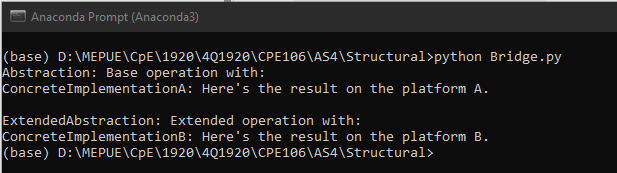 Anaconda Prompt (Anaconda3)
(base) D:\MEPUE\CpE\1920\4Q1920\CPE106\AS4\Structural>python Bridge.py
Abstraction: Base operation with:
ConcreteImplementationA: Here's the result on the platform A.
ExtendedAbstraction: Extended operation with:
ConcreteImplementationB: Here's the result on the platform B.
(base) D:\MEPUE\CpE\1920\4Q1920\CPE106\AS4\Structural>